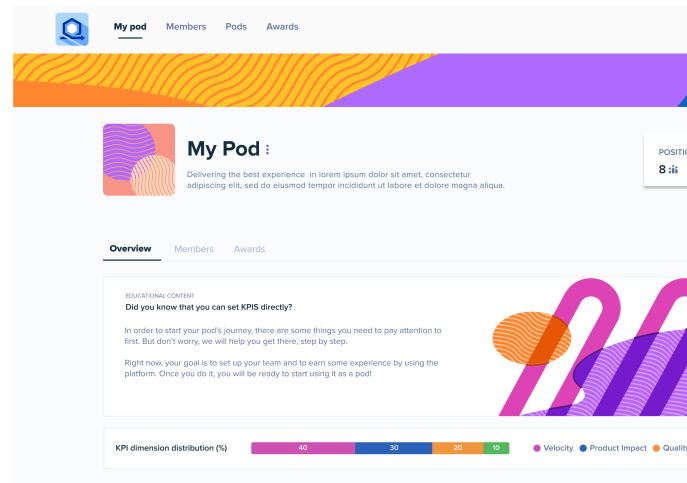 My pod Members Pods Awards
My Pod
Delivering the best experience in lorem ipsum dolor sit amet, consectetur
adipiscing elit, sed do eiusmod tempor incididunt ut labore et dolore magna aliqua.
POSITIO
8
Overview Members Awards
EDUCATIONAL CONTENT
Did you know that you can set KPIS directly?
In order to start your pod's journey, there are some things you need to pay attention to
first. But don't worry, we will help you get there, step by step.
Right now, your goal is to set up your team and to earn some experience by using the
platform. Once you do it, you will be ready to start using it as a pod!
KPI dimension distribution (%) 40 30 20 10 Velocity Product Impact Quality